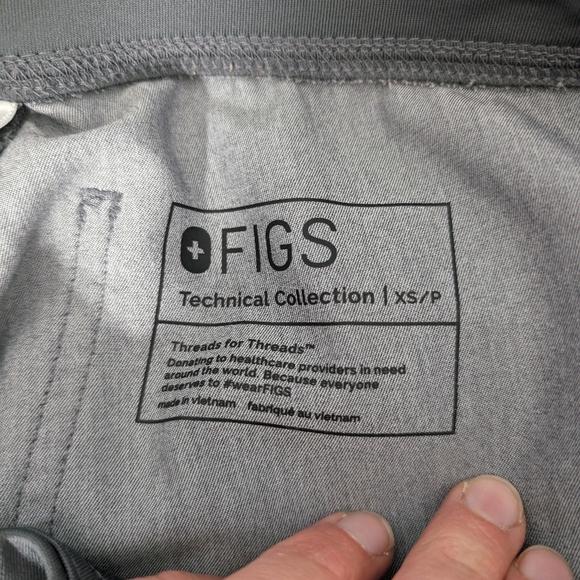 FIGS
Technical Collection | XS/P
Threads for Threads™
Donating to healthcare providers in need
around the world. Because everyone
deserves to #wearFIGS
made in vietnam fabriqué au vietnam